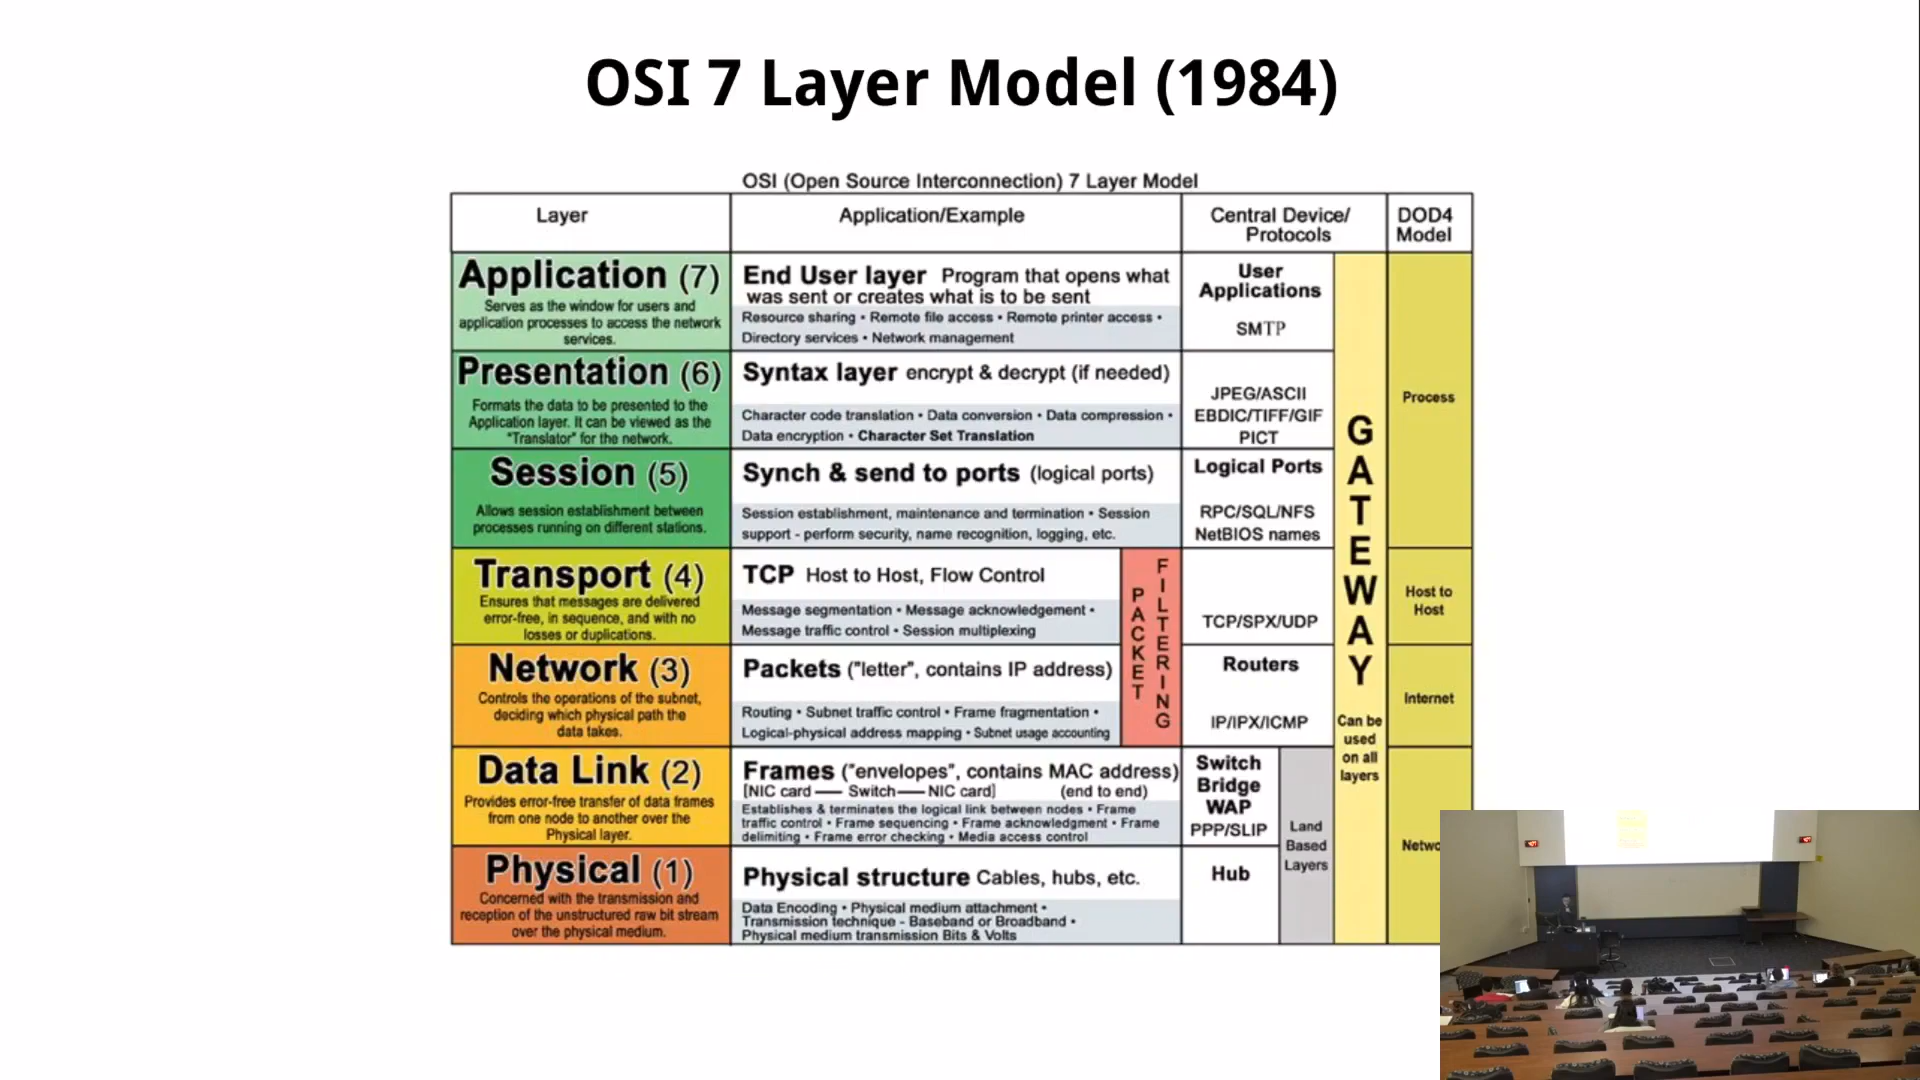 OSI 7 Layer Model (1984)
OSI (Open Source Interconnection) 7 Layer Model
Layer
Application/Example
Central Device/
Protocols
DOD4
Model
Application (7)
Serves as the window for users and
application processes to access the network
services.
End User layer Program that opens what
was sent or creates what is to be sent
Resource sharing • Remote file access • Remote printer access •
Directory services • Network management
User
Applications
SMTP
Presentation (6)
Formats the data to be presented to the
Application layer. It can be viewed as the
"Translator" for the network.
Syntax layer encrypt & decrypt (if needed)
Character code translation • Data conversion • Data compression •
Data encryption • Character Set Translation
JPEG/ASCII
EBDIC/TIFF/GIF
PICT
Process
Session (5)
Allows session establishment between
processes running on different stations.
Synch & send to ports (logical ports)
Session establishment, maintenance and termination • Session
support - perform security, name recognition, logging, etc.
Logical Ports
RPC/SQL/NFS
NetBIOS names
Transport (4)
Ensures that messages are delivered
error-free, in sequence, and with no
losses or duplications.
TCP Host to Host, Flow Control
Message segmentation • Message acknowledgement •
Message traffic control • Session multiplexing
PACKET
FILTERING
TCP/SPX/UDP
GATEWAY
Can be
used
on all
layers
Host to
Host
Network (3)
Controls the operations of the subnet,
deciding which physical path the
data takes.
Packets ("letter", contains IP address)
Routing • Subnet traffic control • Frame fragmentation •
Logical-physical address mapping • Subnet usage accounting
Routers
IP/IPX/ICMP
Internet
Data Link (2)
Provides error-free transfer of data frames
from one node to another over the
Physical layer.
Frames ("envelopes", contains MAC address)
[NIC card — Switch — NIC card] (end to end)
Establishes & terminates the logical link between nodes • Frame
traffic control • Frame sequencing • Frame acknowledgment • Frame
delimiting • Frame error checking • Media access control
Switch
Bridge
WAP
PPP/SLIP
Land
Based
Layers
Netwo
Physical (1)
Concerned with the transmission and
reception of the unstructured raw bit stream
over the physical medium.
Physical structure Cables, hubs, etc.
Data Encoding • Physical medium attachment •
Transmission technique - Baseband or Broadband •
Physical medium transmission Bits & Volts
Hub